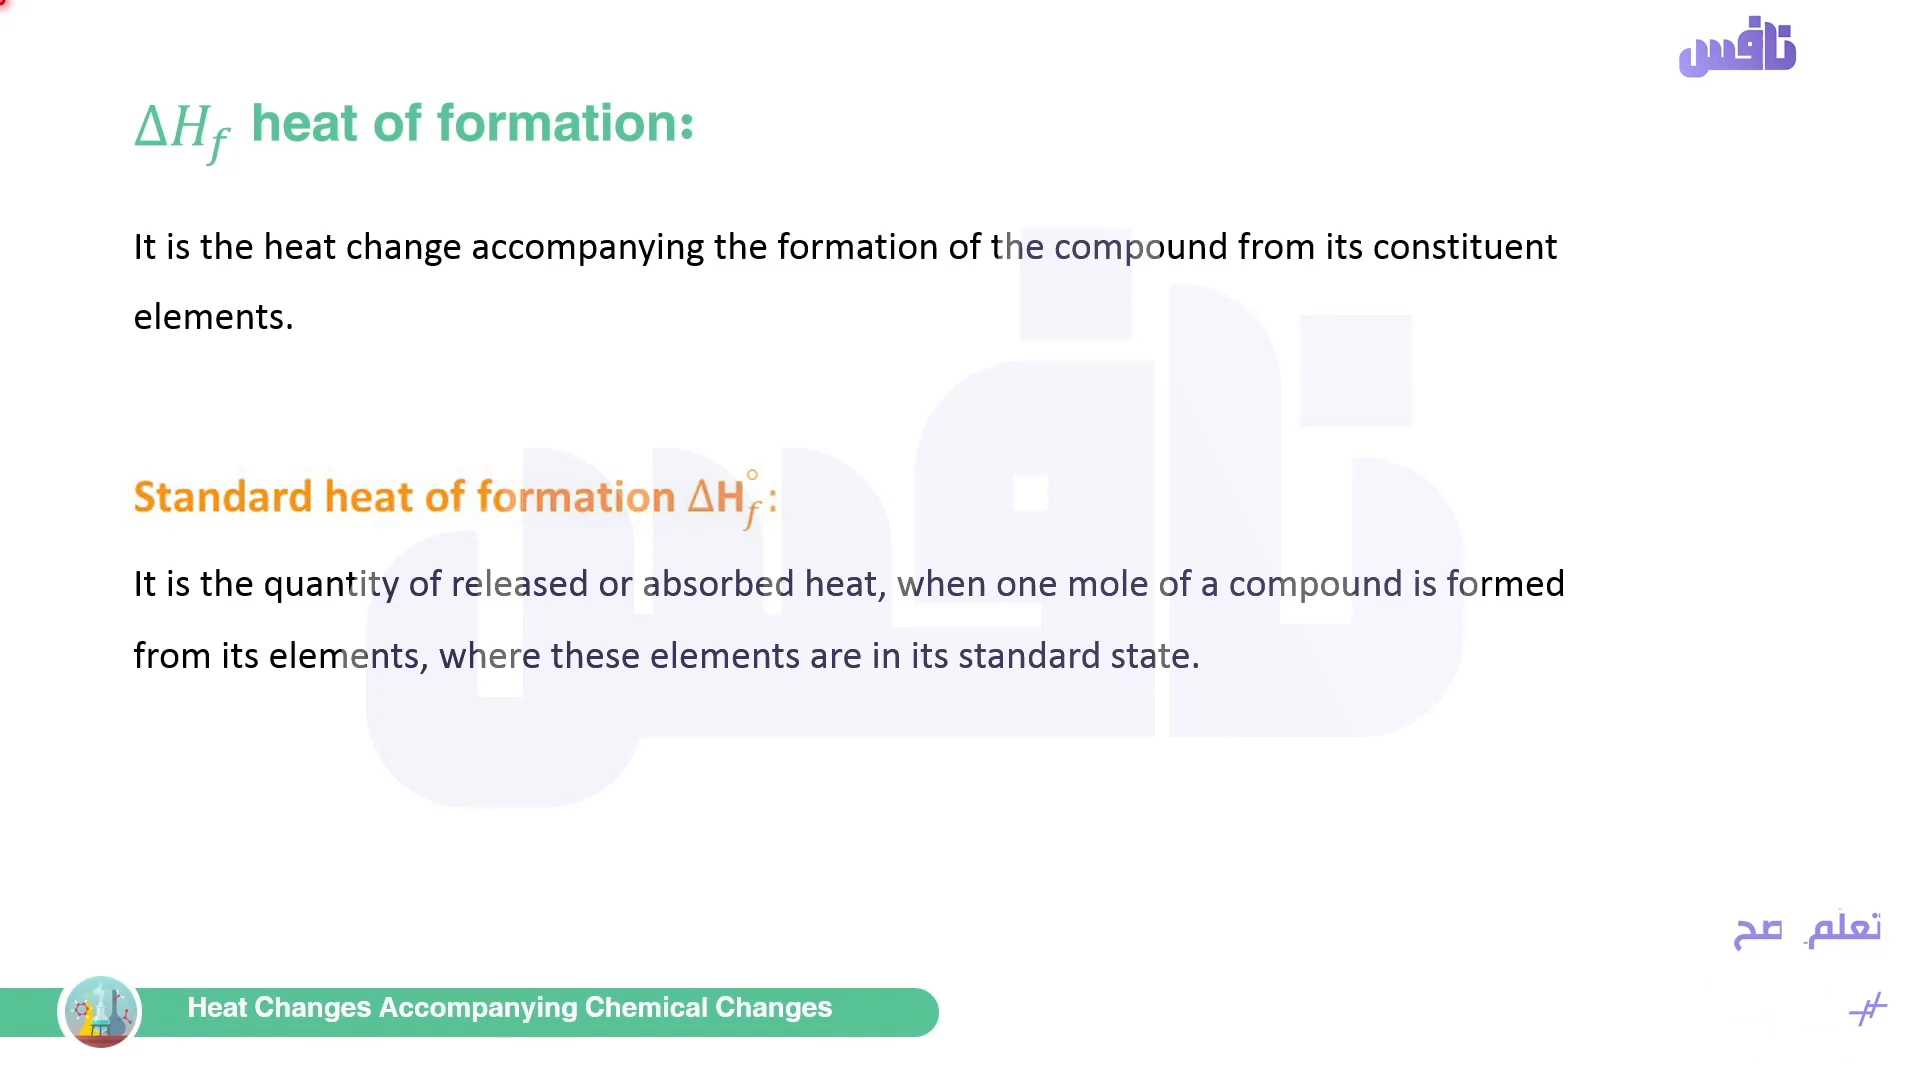 نافس
ΔH_f heat of formation:
It is the heat change accompanying the formation of the compound from its constituent
elements.
Standard heat of formation ΔH°_f:
It is the quantity of released or absorbed heat, when one mole of a compound is formed
from its elements, where these elements are in its standard state.
تعلّم صح
#
Heat Changes Accompanying Chemical Changes